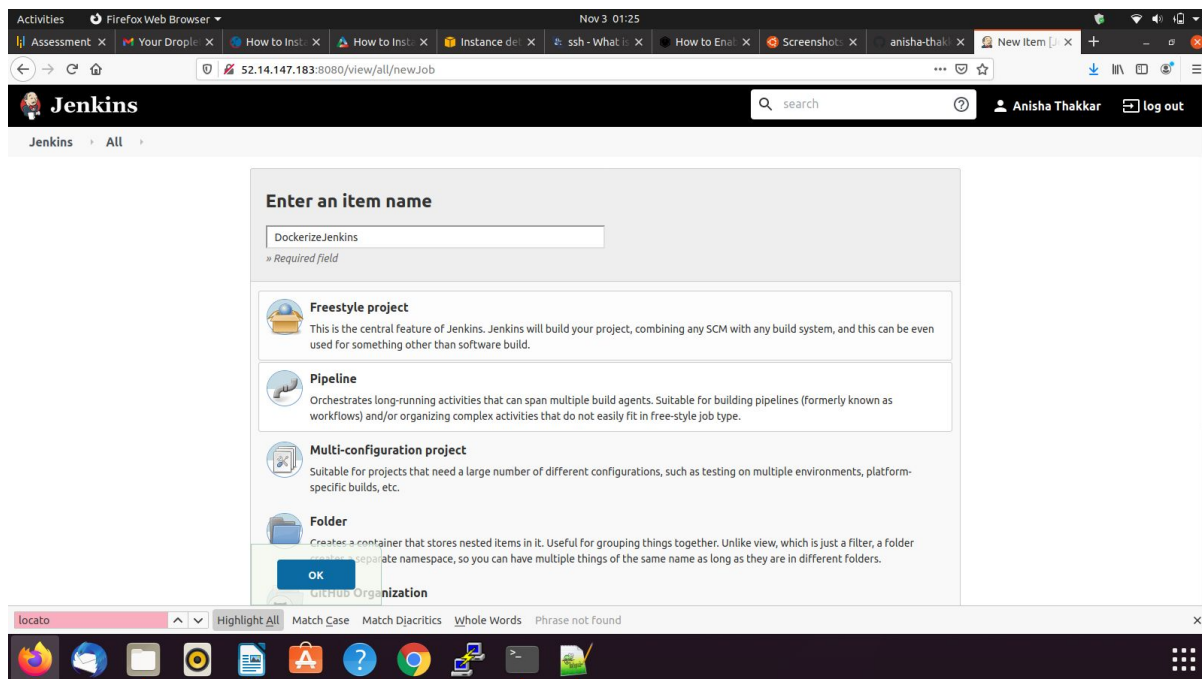 Activities Firefox Web Browser Nov 3 01:25
Assessment Your Drople How to Insta How to Insta Instance det ssh - What is How to Enab Screenshots anisha-thak New Item [J
52.14.147.183:8080/view/all/newJob
Jenkins search Anisha Thakkar log out
Jenkins All
Enter an item name
DockerizeJenkins
» Required field
Freestyle project
This is the central feature of Jenkins. Jenkins will build your project, combining any SCM with any build system, and this can be even
used for something other than software build.
Pipeline
Orchestrates long-running activities that can span multiple build agents. Suitable for building pipelines (formerly known as
workflows) and/or organizing complex activities that do not easily fit in free-style job type.
Multi-configuration project
Suitable for projects that need a large number of different configurations, such as testing on multiple environments, platform-
specific builds, etc.
Folder
Creates a container that stores nested items in it. Useful for grouping things together. Unlike view, which is just a filter, a folder
creates a separate namespace, so you can have multiple things of the same name as long as they are in different folders.
OK
GitHub Organization
locato Highlight All Match Case Match Diacritics Whole Words Phrase not found